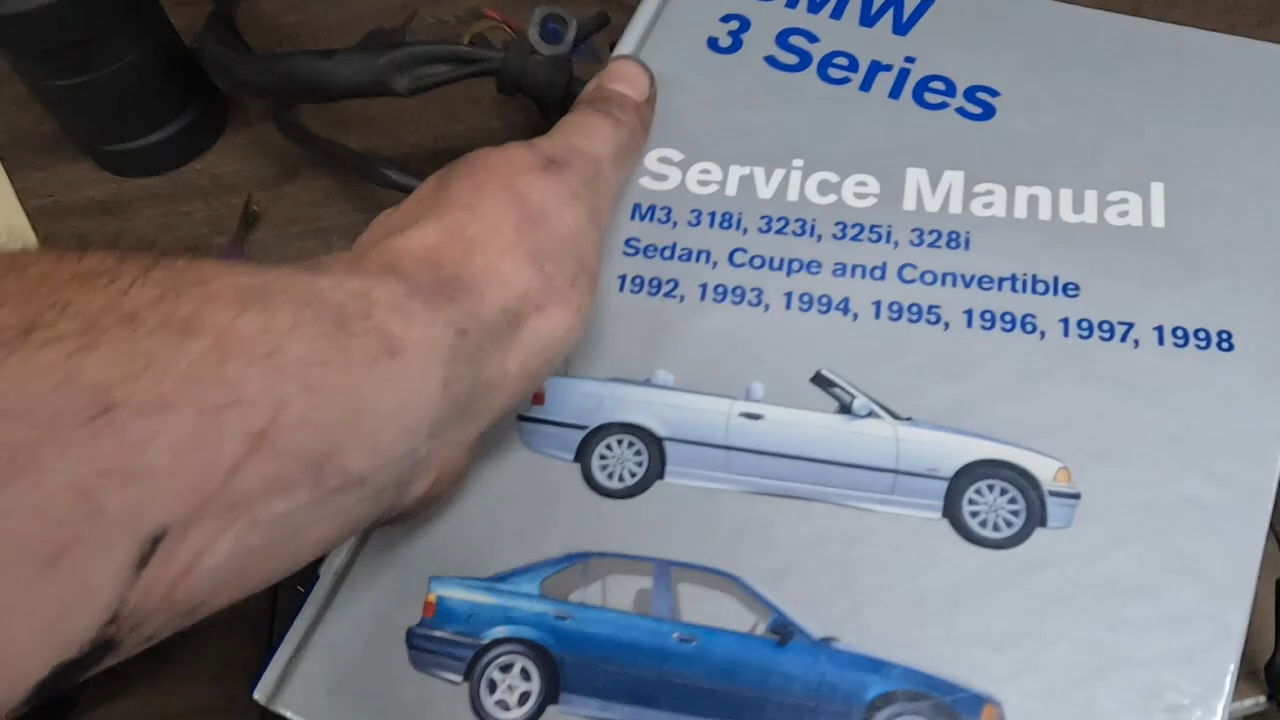 BMW
3 Series
Service Manual
M3, 318i, 323i, 325i, 328i
Sedan, Coupe and Convertible
1992, 1993, 1994, 1995, 1996, 1997, 1998